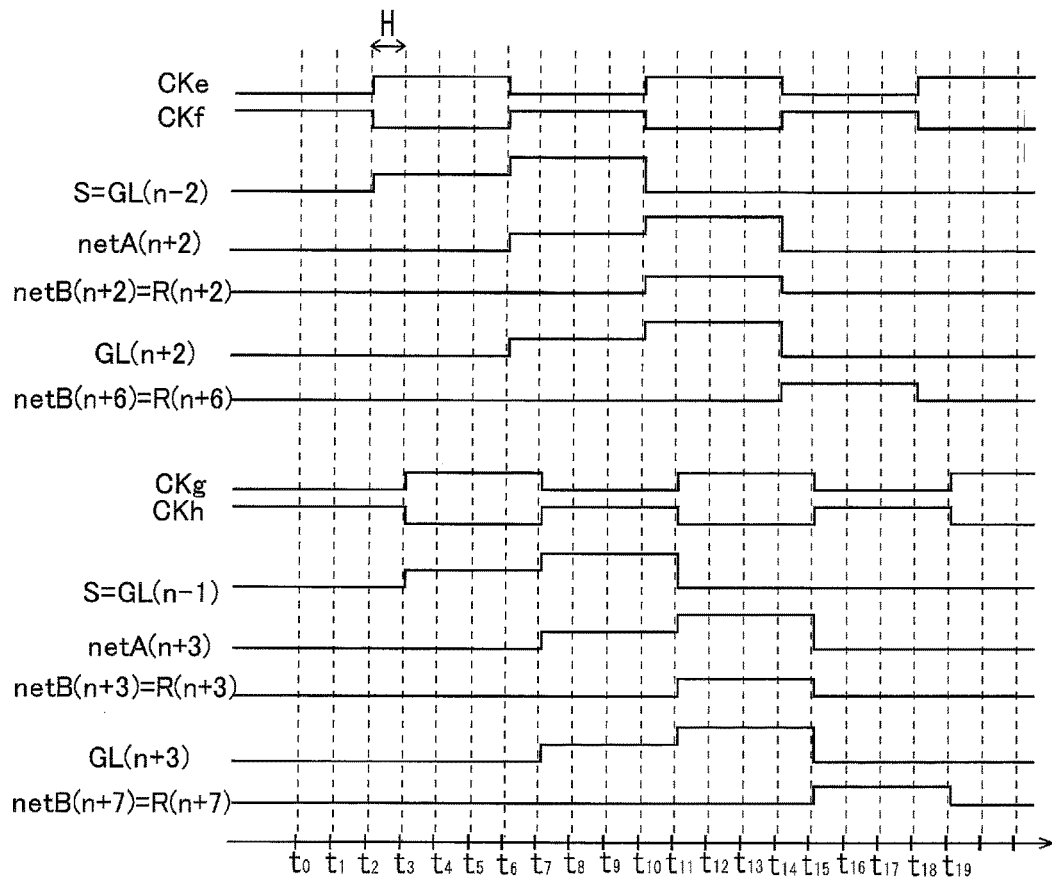 H
CKe
CKf
S=GL(n-2)
netA(n+2)
netB(n+2)=R(n+2)
GL(n+2)
netB(n+6)=R(n+6)
CKg
CKh
S=GL(n-1)
netA(n+3)
netB(n+3)=R(n+3)
GL(n+3)
netB(n+7)=R(n+7)
t0 t1 t2 t3 t4 t5 t6 t7 t8 t9 t10 t11 t12 t13 t14 t15 t16 t17 t18 t19